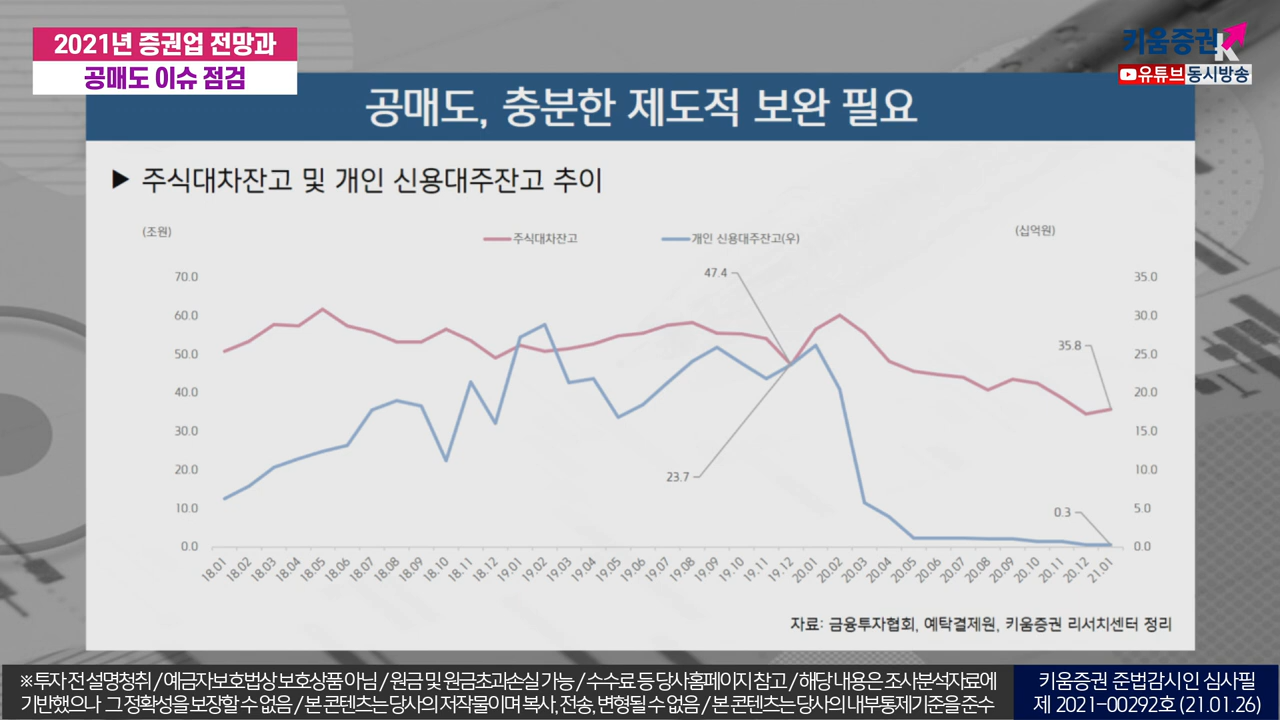 2021년 증권업 전망과
공매도 이슈 점검
키움증권
유튜브 동시방송
공매도, 충분한 제도적 보완 필요
▶ 주식대차잔고 및 개인 신용대주잔고 추이
(조원) 주식대차잔고 개인 신용대주잔고(우) (십억원)
47.4
70.0 35.0
60.0 30.0
35.8
50.0 25.0
40.0 20.0
30.0 15.0
23.7
20.0 10.0
0.3
10.0 5.0
0.0 0.0
18.01 18.02 18.03 18.04 18.05 18.06 18.07 18.08 18.09 18.10 18.11 18.12 19.01 19.02 19.03 19.04 19.05 19.06 19.07 19.08 19.09 19.10 19.11 19.12 20.01 20.02 20.03 20.04 20.05 20.06 20.07 20.08 20.09 20.10 20.11 20.12 21.01
자료: 금융투자협회, 예탁결제원, 키움증권 리서치센터 정리
※ 투자 전 설명청취 / 예금자보호법상 보호상품 아님 / 원금 및 원금초과손실 가능 / 수수료 등 당사홈페이지 참고 / 해당 내용은 조사분석자료에
기반했으나 그 정확성을 보장할 수 없음 / 본 콘텐츠는 당사의 저작물이며 복사, 전송, 변형될 수 없음 / 본 콘텐츠는 당사의 내부통제기준을 준수
키움증권 준법감시인 심사필
제 2021-00292호 (21.01.26)